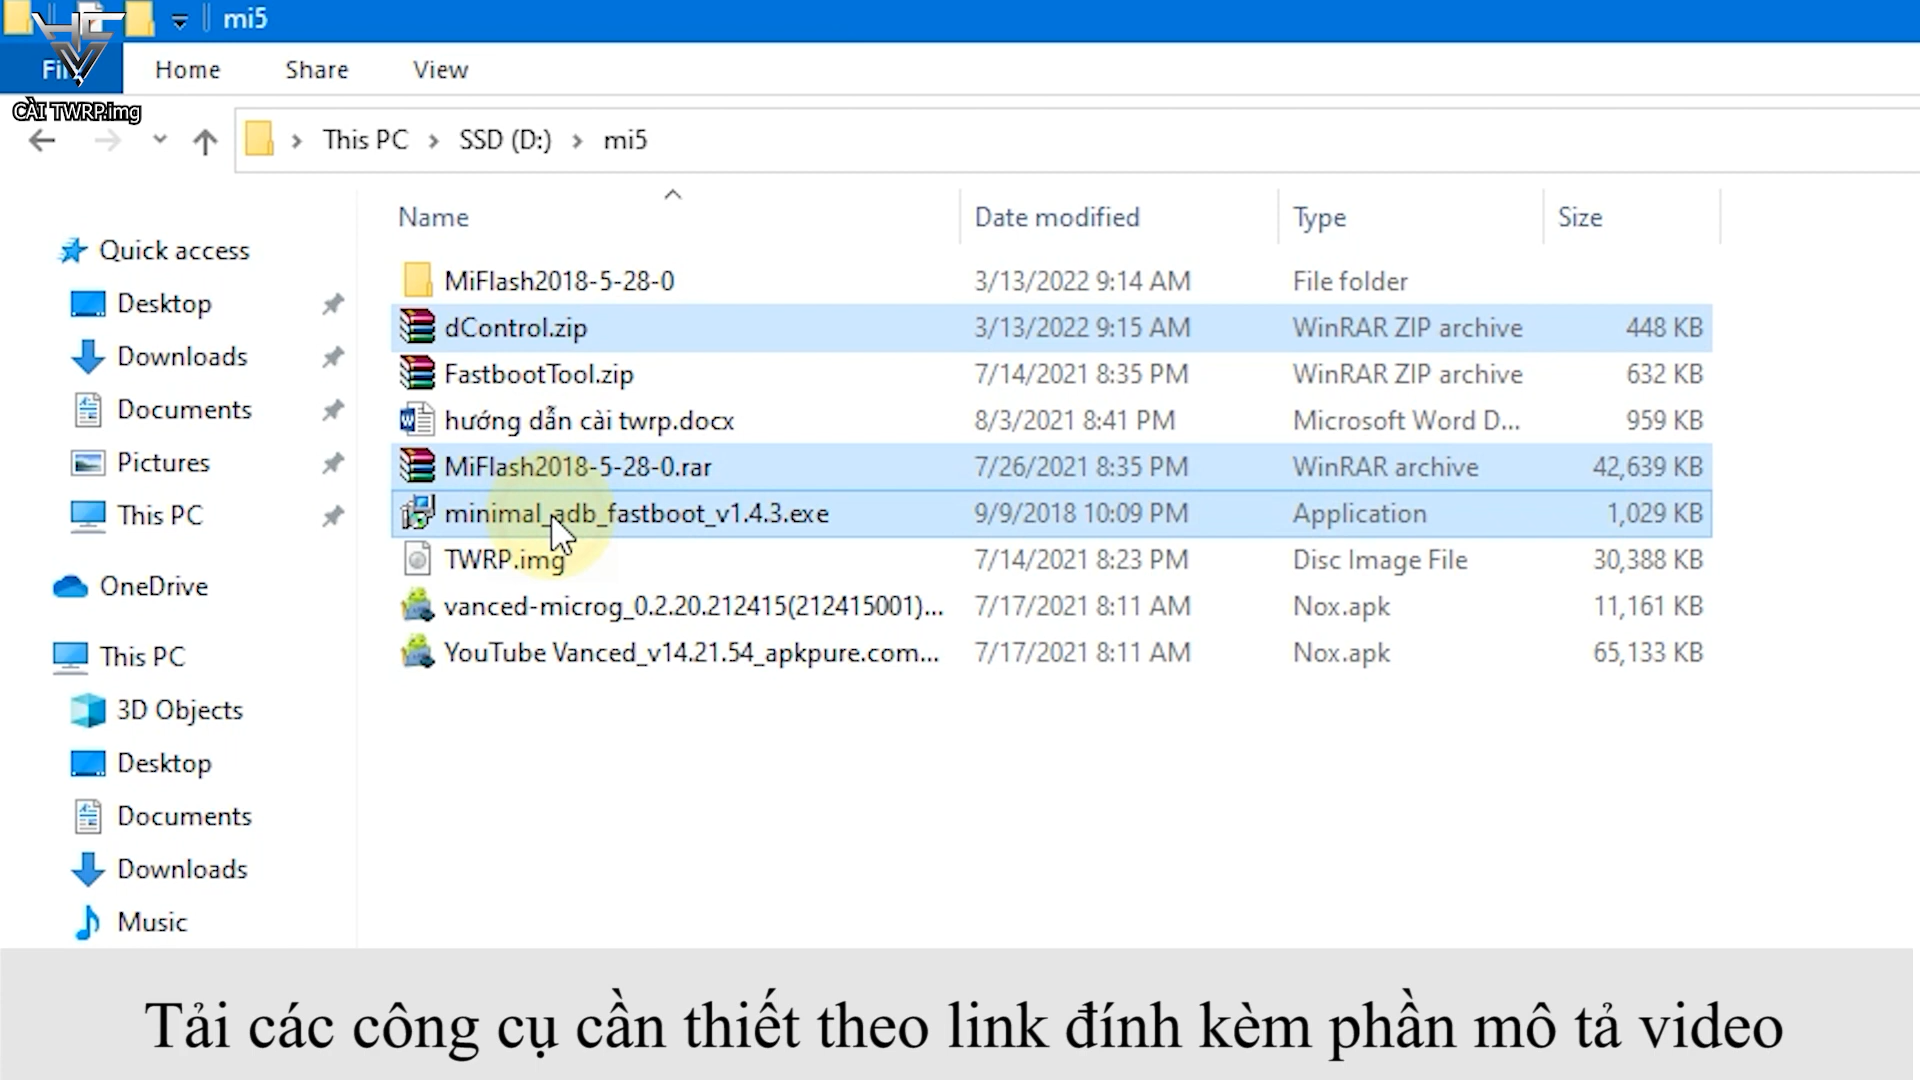 mi5
File Home Share View
CÀI TWRP.img
This PC > SSD (D:) > mi5
Name Date modified Type Size
Quick access
Desktop
Downloads
Documents
Pictures
This PC
OneDrive
This PC
3D Objects
Desktop
Documents
Downloads
Music
MiFlash2018-5-28-0 3/13/2022 9:14 AM File folder
dControl.zip 3/13/2022 9:15 AM WinRAR ZIP archive 448 KB
FastbootTool.zip 7/14/2021 8:35 PM WinRAR ZIP archive 632 KB
hướng dẫn cài twrp.docx 8/3/2021 8:41 PM Microsoft Word D... 959 KB
MiFlash2018-5-28-0.rar 7/26/2021 8:35 PM WinRAR archive 42,639 KB
minimal_adb_fastboot_v1.4.3.exe 9/9/2018 10:09 PM Application 1,029 KB
TWRP.img 7/14/2021 8:23 PM Disc Image File 30,388 KB
vanced-microg_0.2.20.212415(212415001)... 7/17/2021 8:11 AM Nox.apk 11,161 KB
YouTube Vanced_v14.21.54_apkpure.com... 7/17/2021 8:11 AM Nox.apk 65,133 KB
Tải các công cụ cần thiết theo link đính kèm phần mô tả video